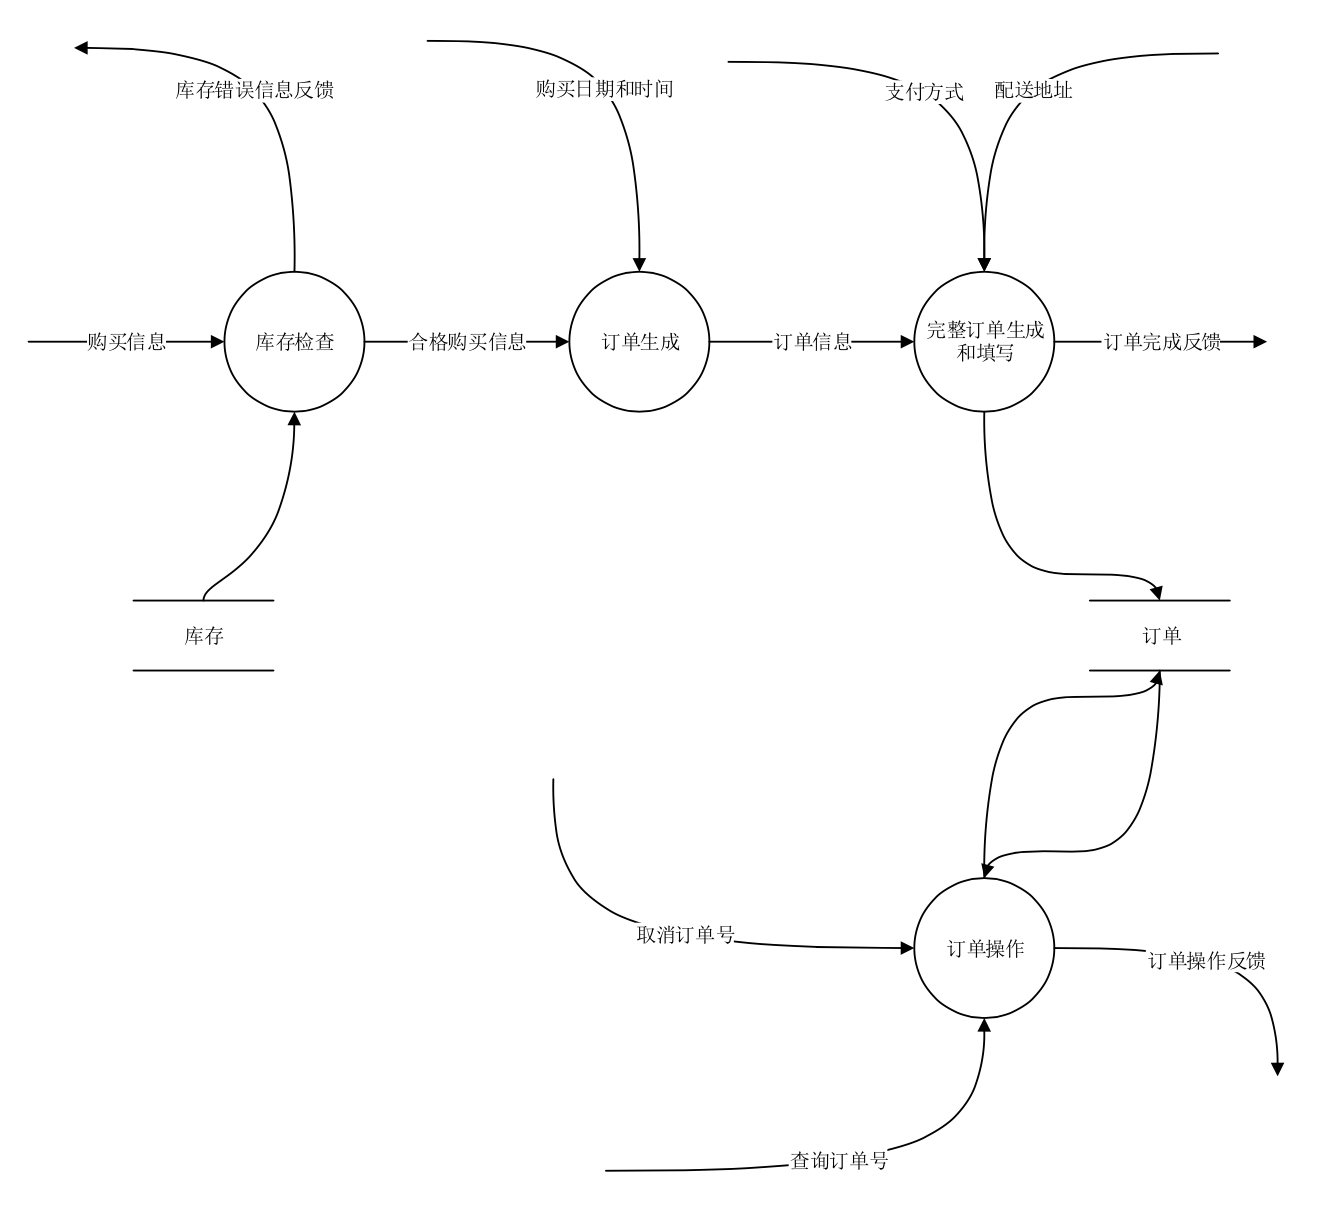 库存错误信息反馈
购买日期和时间
支付方式
配送地址
购买信息
库存检查
合格购买信息
订单生成
订单信息
完整订单生成
和填写
订单完成反馈
库存
订单
取消订单号
订单操作
订单操作反馈
查询订单号